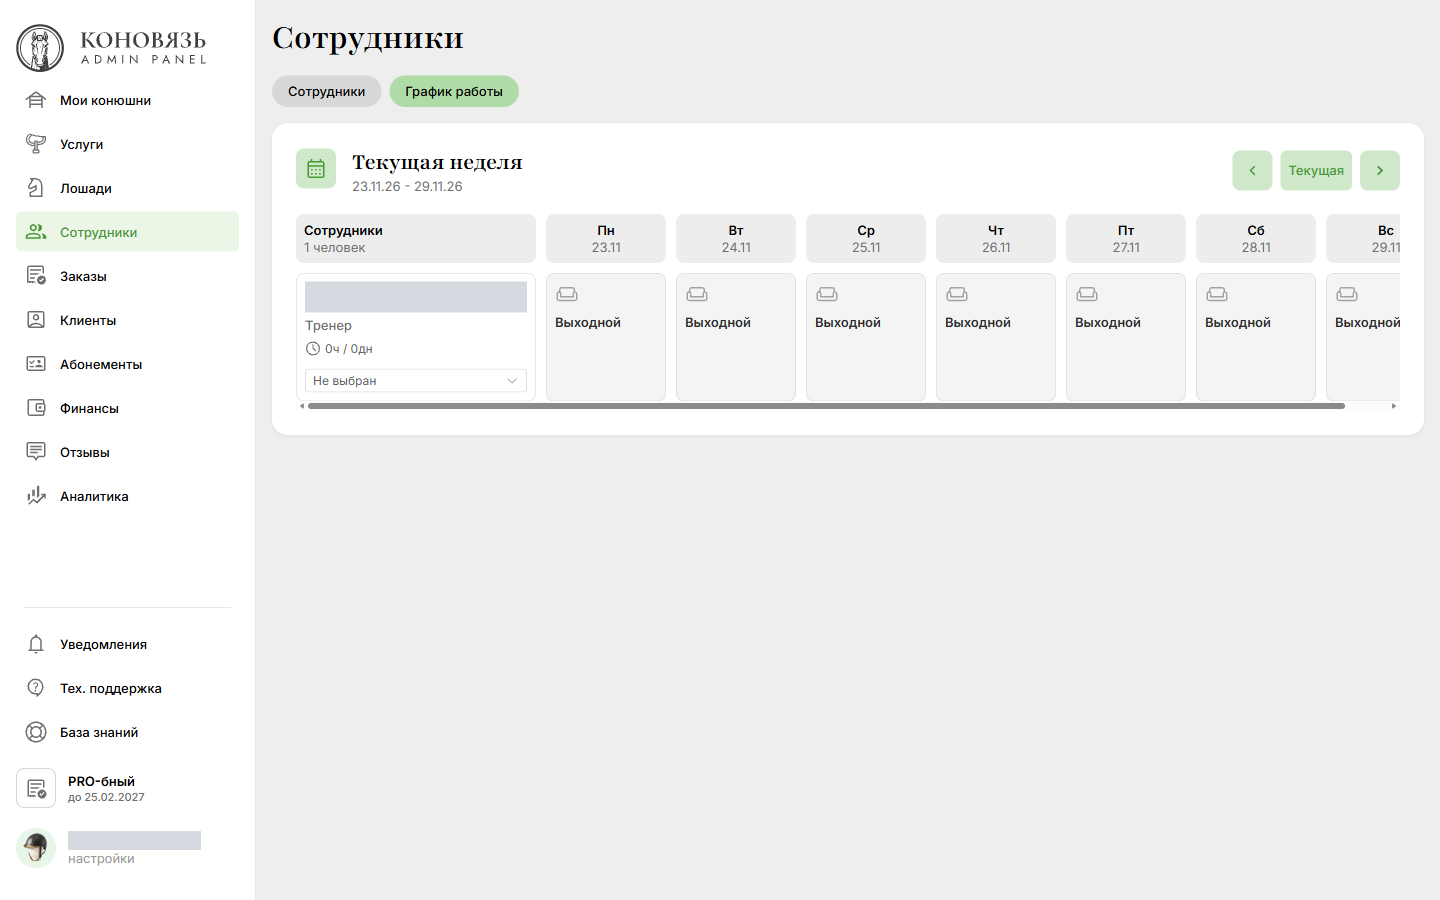 КОНОВЯЗЬ
ADMIN PANEL
Мои конюшни
Услуги
Лошади
Сотрудники
Заказы
Клиенты
Абонементы
Финансы
Отзывы
Аналитика
Уведомления
Тех. поддержка
База знаний
PRO-бный
до 25.02.2027
настройки
Сотрудники
Сотрудники
График работы
Текущая неделя
23.11.26 - 29.11.26
Текущая
Сотрудники
1 человек
Пн
23.11
Вт
24.11
Ср
25.11
Чт
26.11
Пт
27.11
Сб
28.11
Вс
29.11
Тренер
0ч / 0дн
Не выбран
Выходной
Выходной
Выходной
Выходной
Выходной
Выходной
Выходной